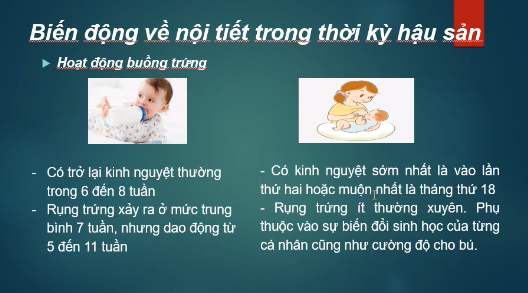 Biến động về nội tiết trong thời kỳ hậu sản
Hoạt động buồng trứng
- Có trở lại kinh nguyệt thường
trong 6 đến 8 tuần
- Rụng trứng xảy ra ở mức trung
bình 7 tuần, nhưng dao động từ
5 đến 11 tuần
- Có kinh nguyệt sớm nhất là vào lần
thứ hai hoặc muộn nhất là tháng thứ 18
- Rụng trứng ít thường xuyên. Phụ
thuộc vào sự biến đổi sinh học của từng
cá nhân cũng như cường độ cho bú.